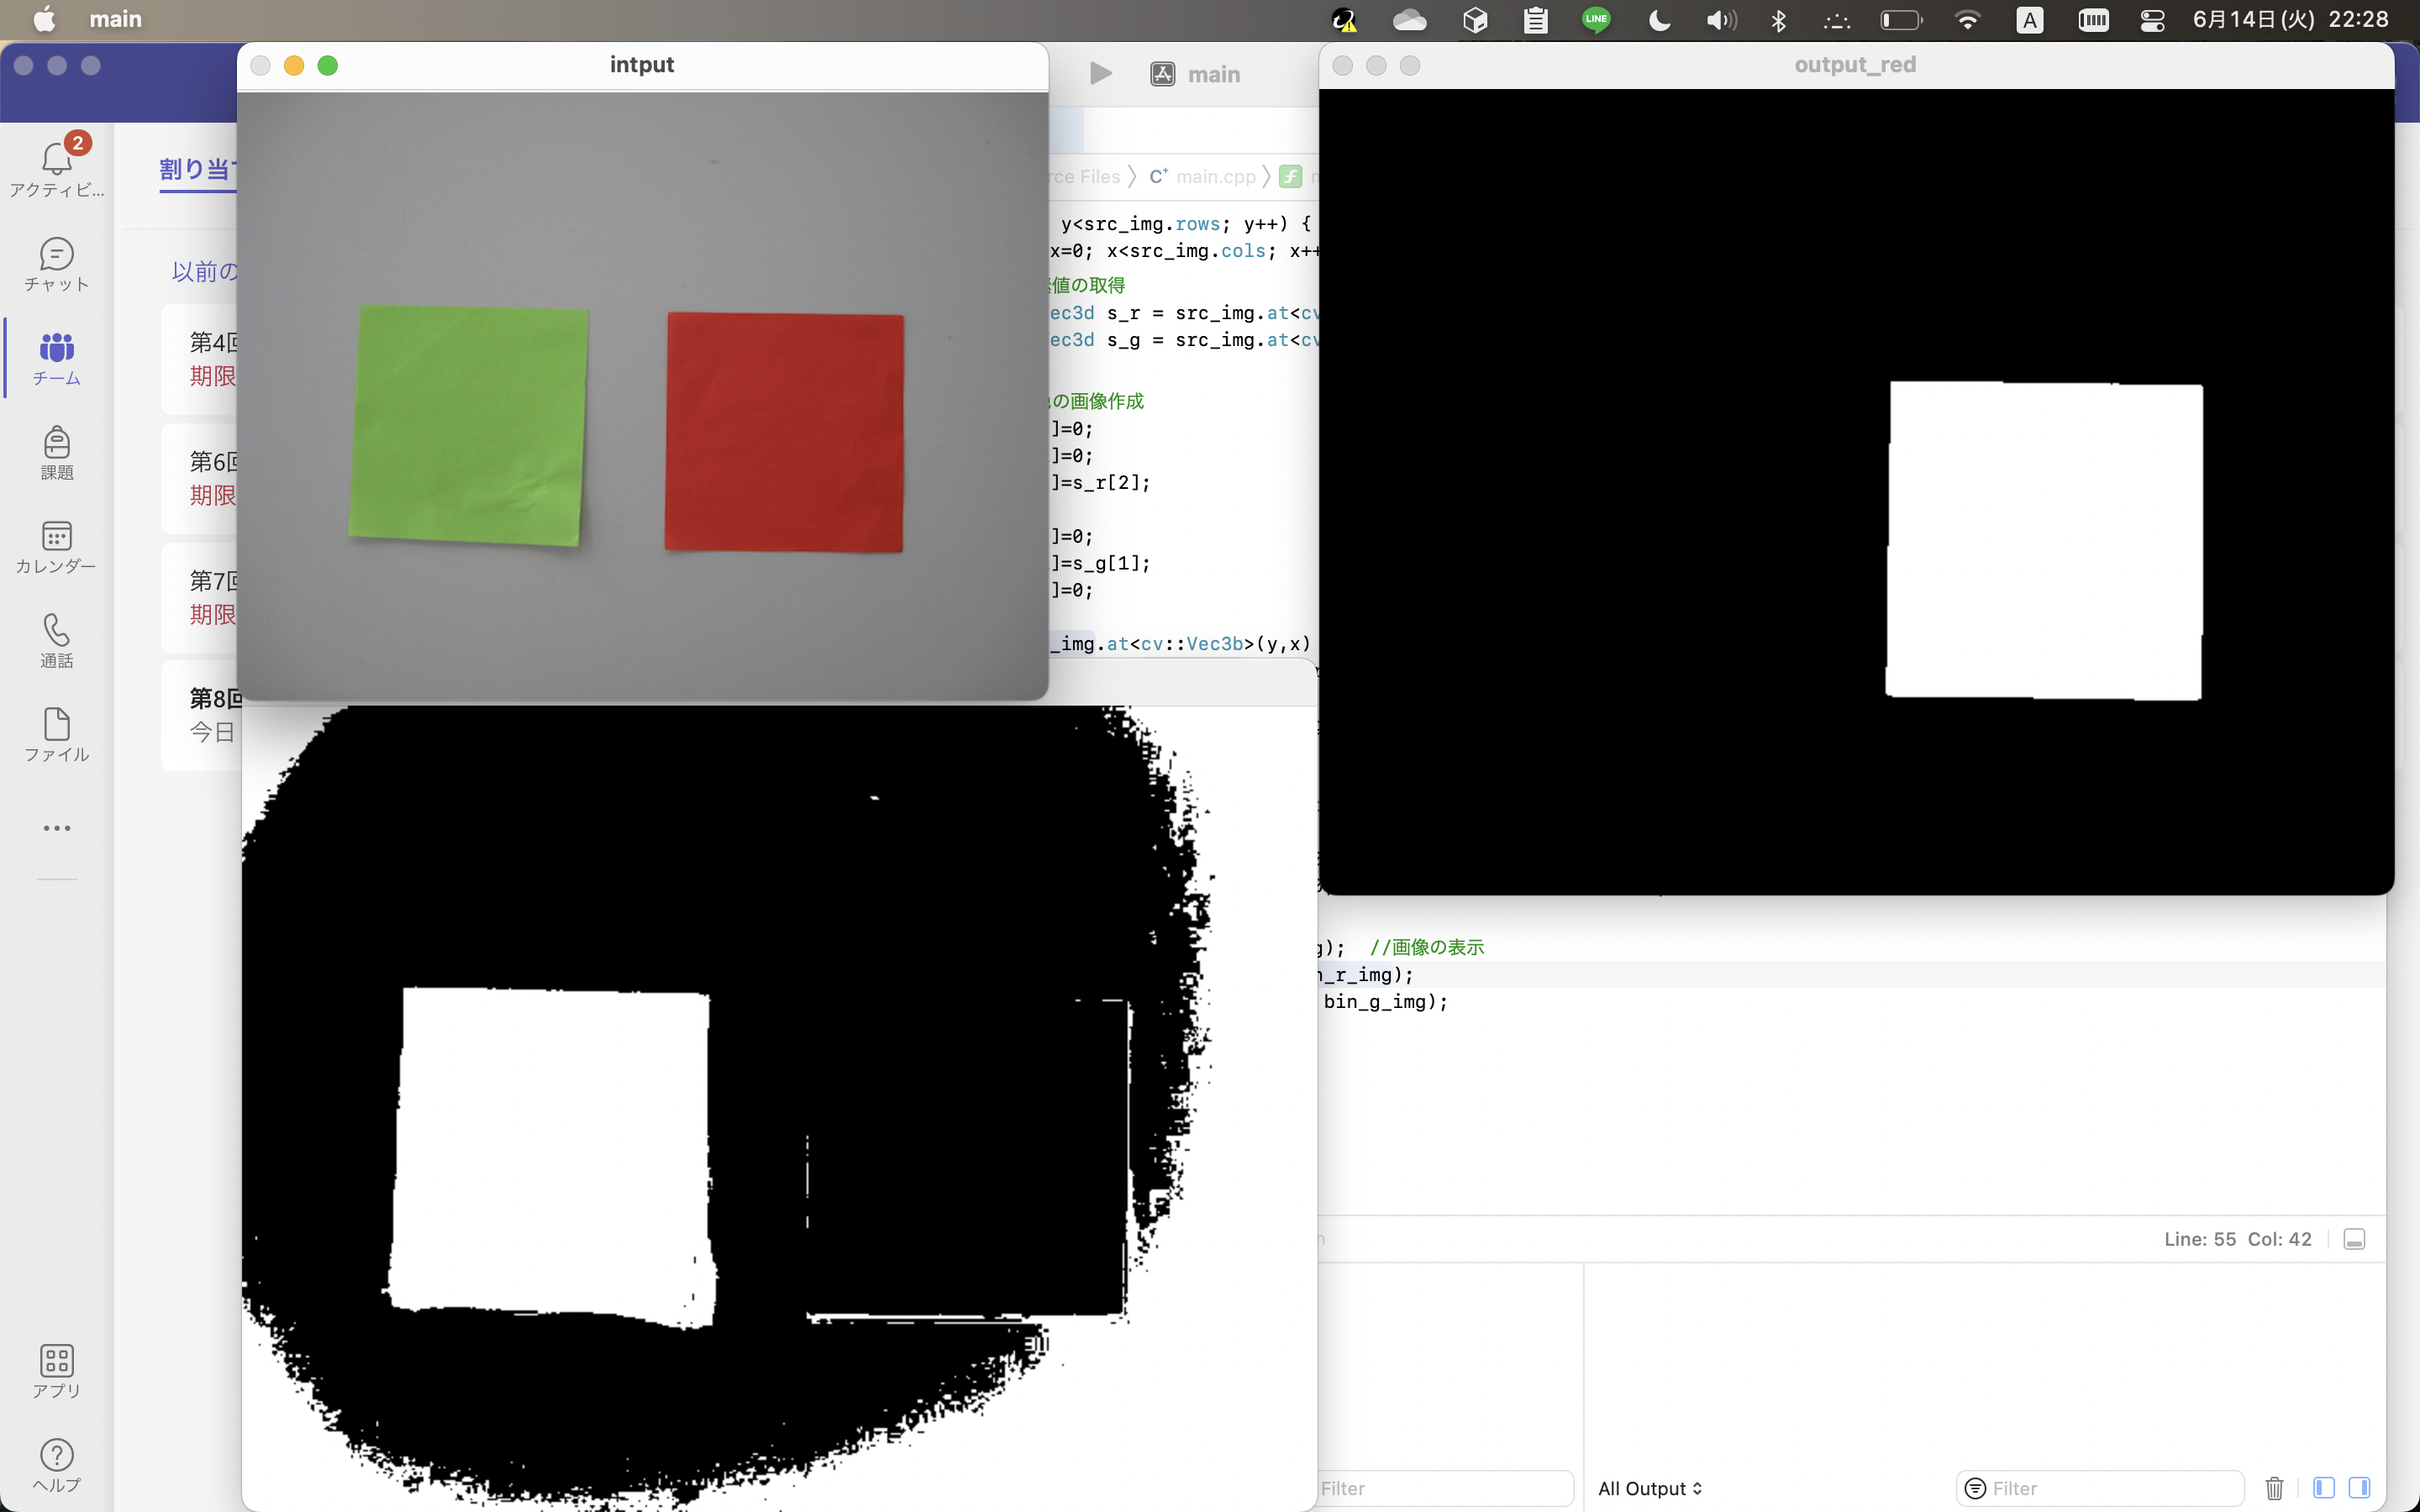 main
LINE
A
6月14日(火) 22:28
2
アクティビ...
チャット
チーム
課題
カレンダー
通話
ファイル
アプリ
ヘルプ
割り当
以前の
第4回
期限
第6回
期限
第7回
期限
第8回
今日
intput
main
output_red
rce Files 〉 C+ main.cpp 〉 f
y<src_img.rows; y++) {
x=0; x<src_img.cols; x++
値の取得
ec3d s_r = src_img.at<cv
ec3d s_g = src_img.at<cv
の画像作成
]=0;
]=0;
]=s_r[2];
]=0;
]=s_g[1];
]=0;
_img.at<cv::Vec3b>(y,x)
); //画像の表示
_r_img);
bin_g_img);
Line: 55 Col: 42
Filter
All Output
Filter